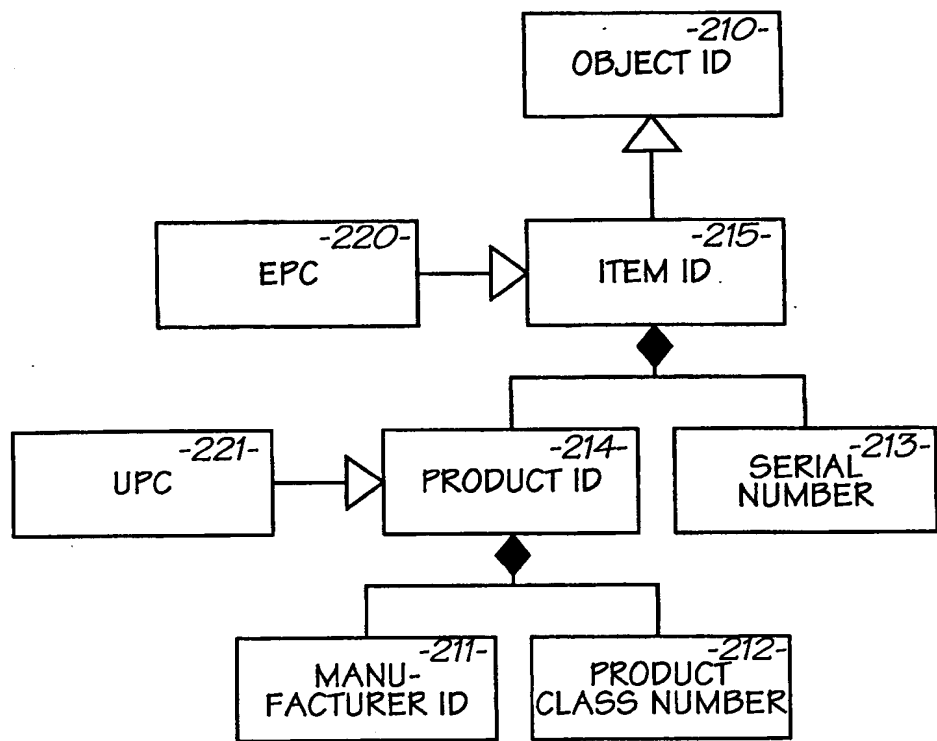 -210-
OBJECT ID
-220-
EPC
-215-
ITEM ID
-221-
UPC
-214-
PRODUCT ID
-213-
SERIAL
NUMBER
-211-
MANU-
FACTURER ID
-212-
PRODUCT
CLASS NUMBER